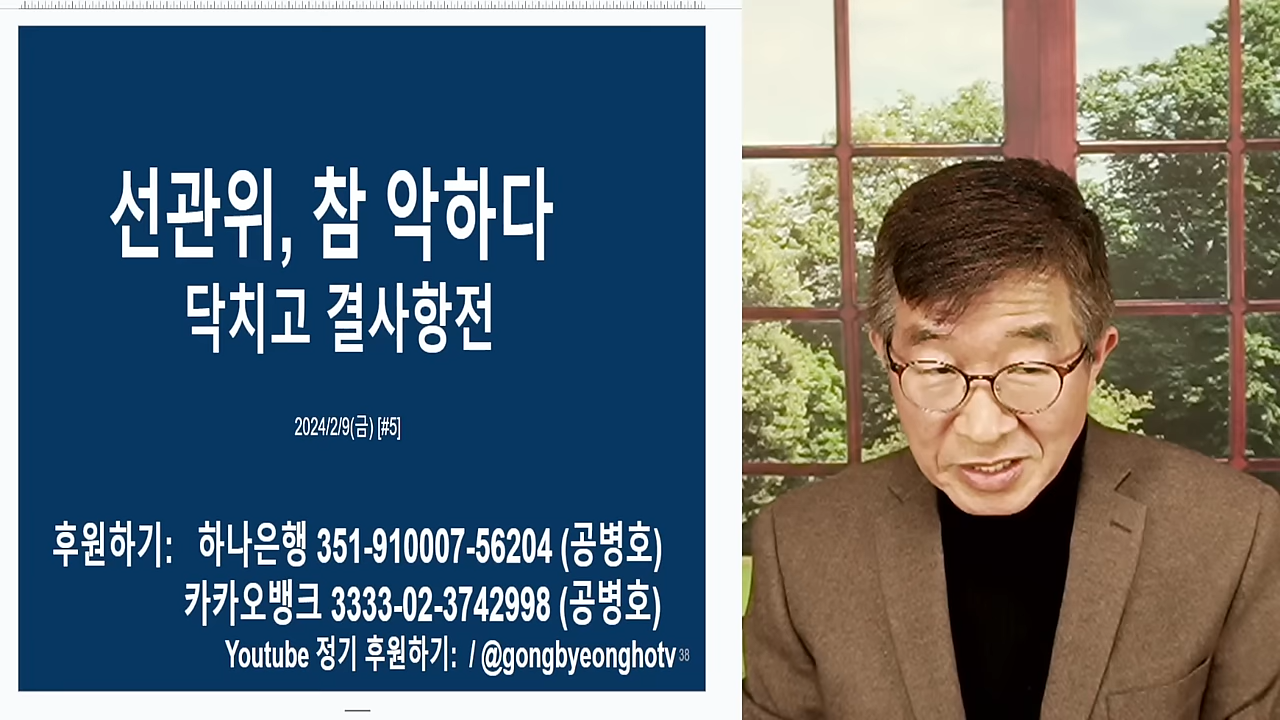 선관위, 참 악하다
닥치고 결사항전
2024/2/9(금) [#5]
후원하기: 하나은행 351-910007-56204 (공병호)
카카오뱅크 3333-02-3742998 (공병호)
Youtube 정기 후원하기: / @gongbyeonghotv 38